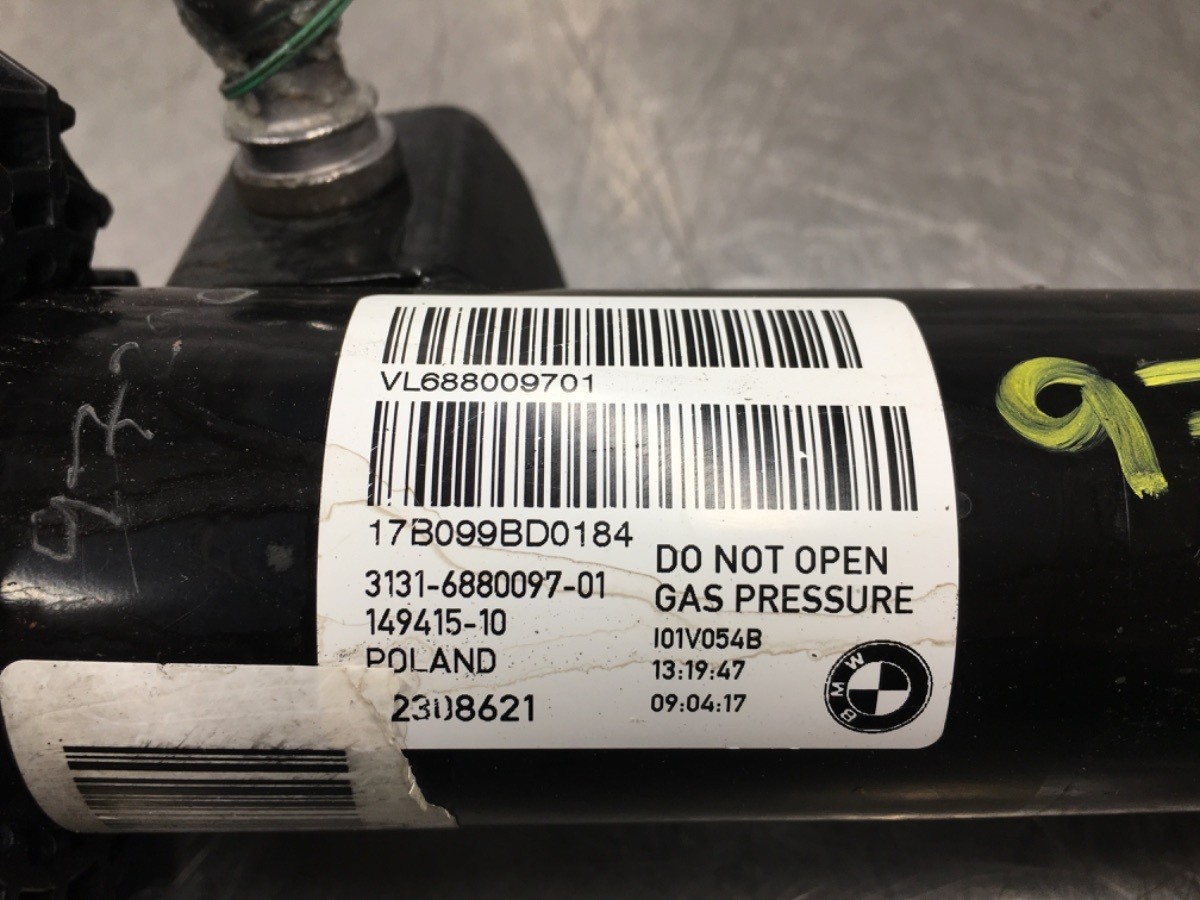 VL688009701
17B099BD0184
3131-6880097-01
149415-10
POLAND
2308621
DO NOT OPEN
GAS PRESSURE
I01V054B
13:19:47
09:04:17
BMW
97